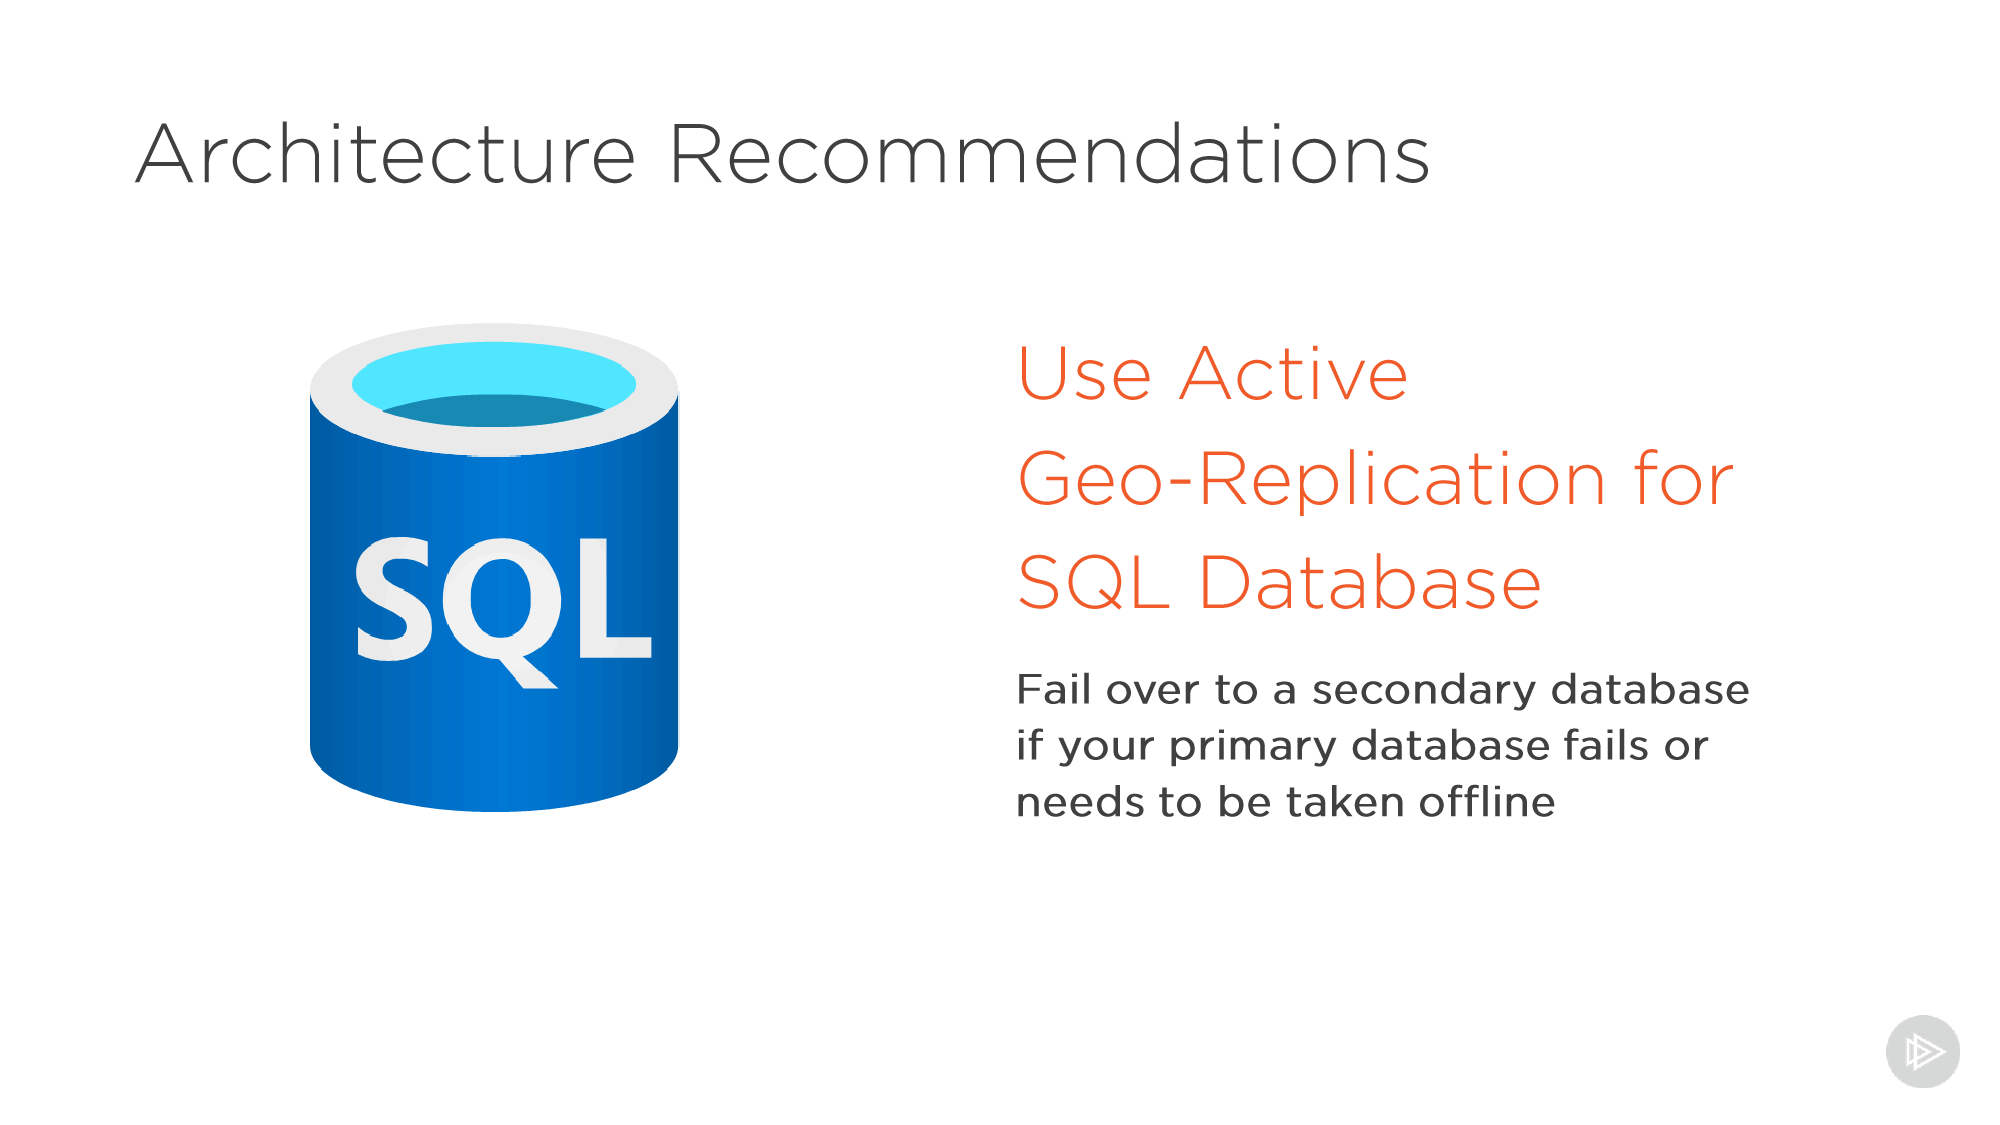 Architecture Recommendations
SQL
Use Active
Geo-Replication for
SQL Database
Fail over to a secondary database
if your primary database fails or
needs to be taken offline